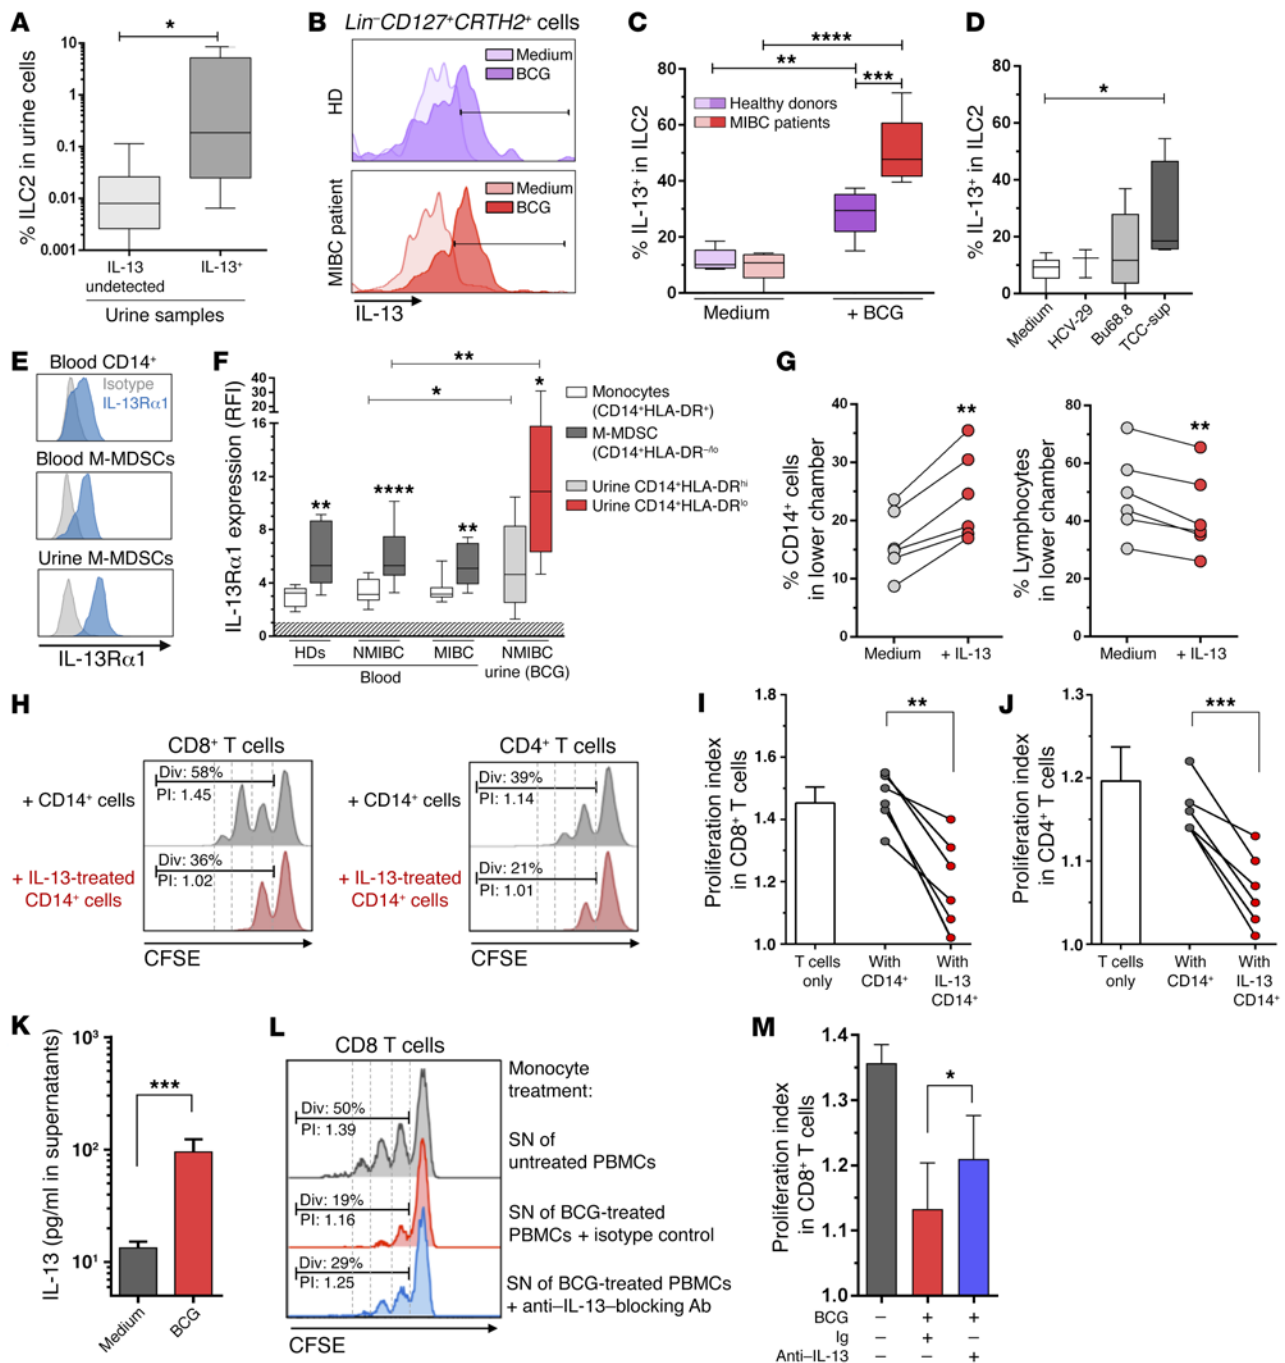 A
*
% ILC2 in urine cells
10
1
0.1
0.01
0.001
IL-13
undetected
IL-13⁺
Urine samples
B
Lin⁻CD127⁺CRTH2⁺ cells
HD
Medium
BCG
MIBC patient
Medium
BCG
IL-13
C
****
**
***
% IL-13⁺ in ILC2
80
60
40
20
0
Healthy donors
MIBC patients
Medium
+ BCG
D
*
% IL-13⁺ in ILC2
80
60
40
20
0
Medium
HCV-29
Bu68.8
TCC-sup
E
Blood CD14⁺
Isotype
IL-13Rα1
Blood M-MDSCs
Urine M-MDSCs
IL-13Rα1
F
**
*
*
**
****
**
IL-13Rα1 expression (RFI)
40
30
20
16
12
8
4
0
HDs
NMIBC
MIBC
NMIBC
urine (BCG)
Blood
Monocytes
(CD14⁺HLA-DR⁺)
M-MDSC
(CD14⁺HLA-DR⁻/lo
Urine CD14⁺HLA-DRhi
Urine CD14⁺HLA-DRlo
G
% CD14⁺ cells
in lower chamber
40
30
20
10
0
**
Medium
+ IL-13
% Lymphocytes
in lower chamber
80
60
40
20
0
**
Medium
+ IL-13
H
CD8⁺ T cells
+ CD14⁺ cells
Div: 58%
PI: 1.45
+ IL-13-treated
CD14⁺ cells
Div: 36%
PI: 1.02
CFSE
CD4⁺ T cells
+ CD14⁺ cells
Div: 39%
PI: 1.14
+ IL-13-treated
CD14⁺ cells
Div: 21%
PI: 1.01
CFSE
I
Proliferation index
in CD8⁺ T cells
1.8
1.6
1.4
1.2
1.0
**
T cells
only
With
CD14⁺
With
IL-13
CD14⁺
J
Proliferation index
in CD4⁺ T cells
1.3
1.2
1.1
1.0
***
T cells
only
With
CD14⁺
With
IL-13
CD14⁺
K
IL-13 (pg/ml in supernatants)
10³
10²
10¹
***
Medium
BCG
L
CD8 T cells
Monocyte
treatment:
Div: 50%
PI: 1.39
SN of
untreated PBMCs
Div: 19%
PI: 1.16
SN of BCG-treated
PBMCs + isotype control
Div: 29%
PI: 1.25
SN of BCG-treated PBMCs
+ anti–IL-13–blocking Ab
CFSE
M
Proliferation index
in CD8⁺ T cells
1.4
1.3
1.2
1.1
1.0
*
BCG – + +
Ig – +
Anti–IL-13 – +